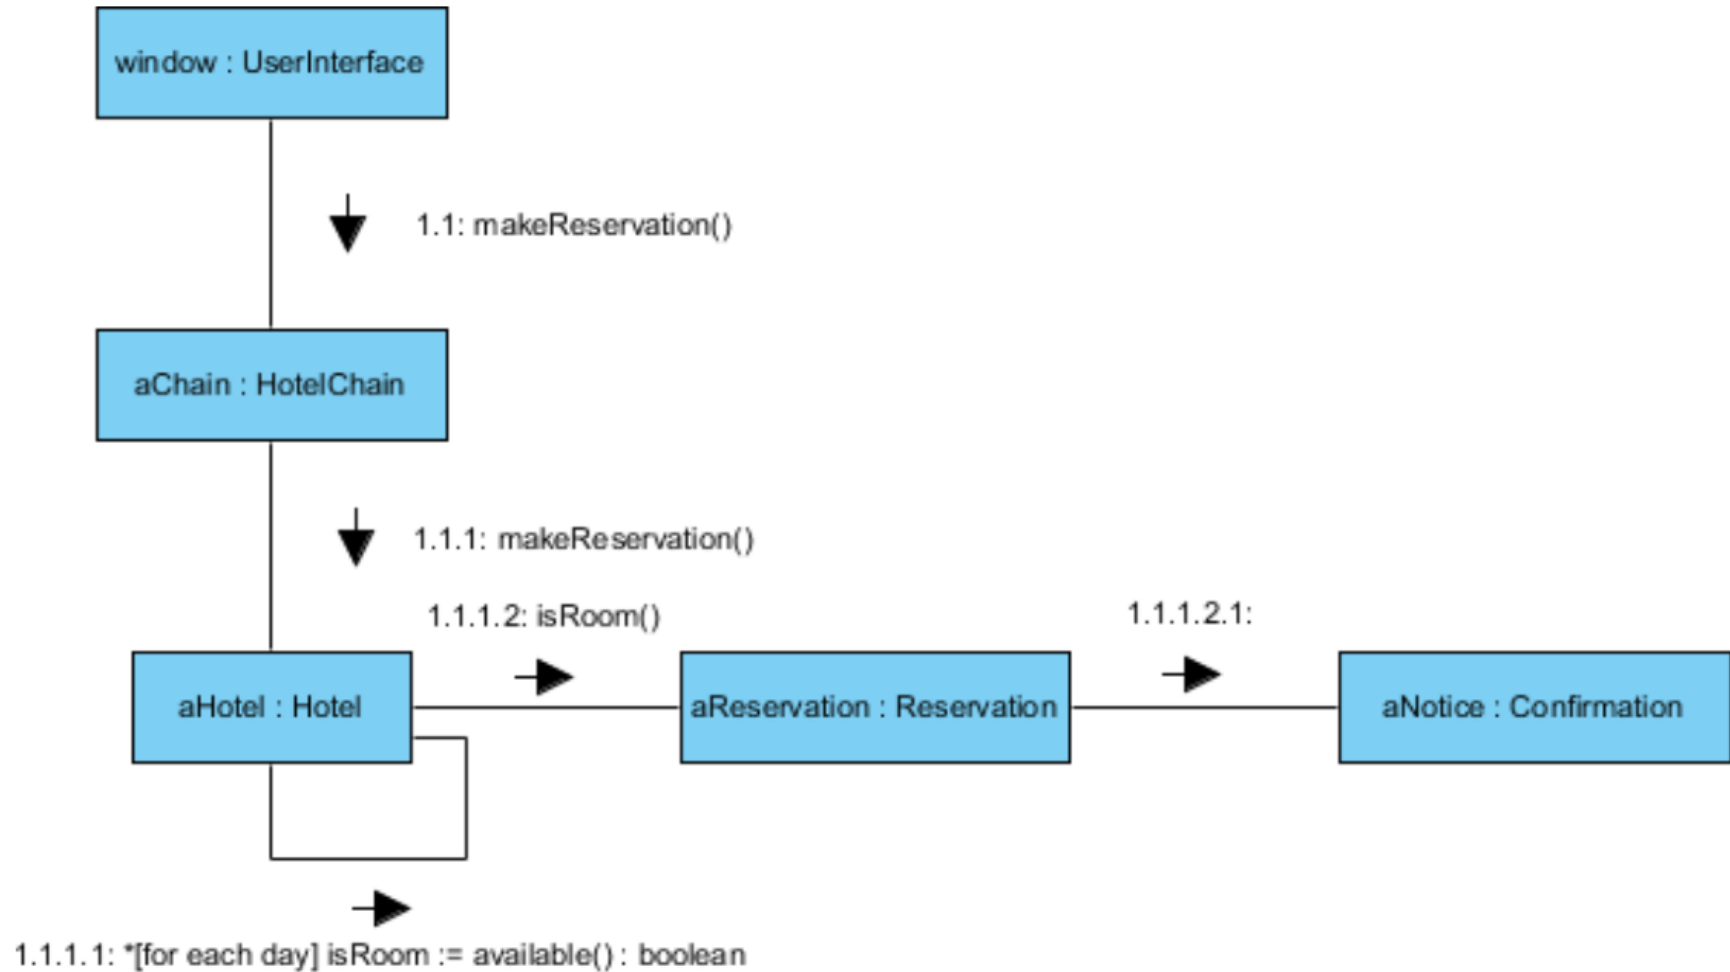 window : UserInterface
1.1: makeReservation()
aChain : HotelChain
1.1.1: makeReservation()
1.1.1.2: isRoom()
1.1.1.2.1:
aHotel : Hotel
aReservation : Reservation
aNotice : Confirmation
1.1.1.1: *[for each day] isRoom := available() : boolean